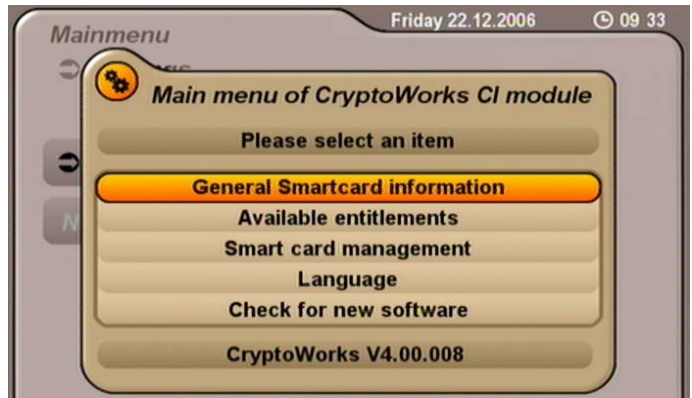 Friday 22.12.2006 09 33
Mainmenu
Main menu of CryptoWorks CI module
Please select an item
General Smartcard information
Available entitlements
Smart card management
Language
Check for new software
CryptoWorks V4.00.008